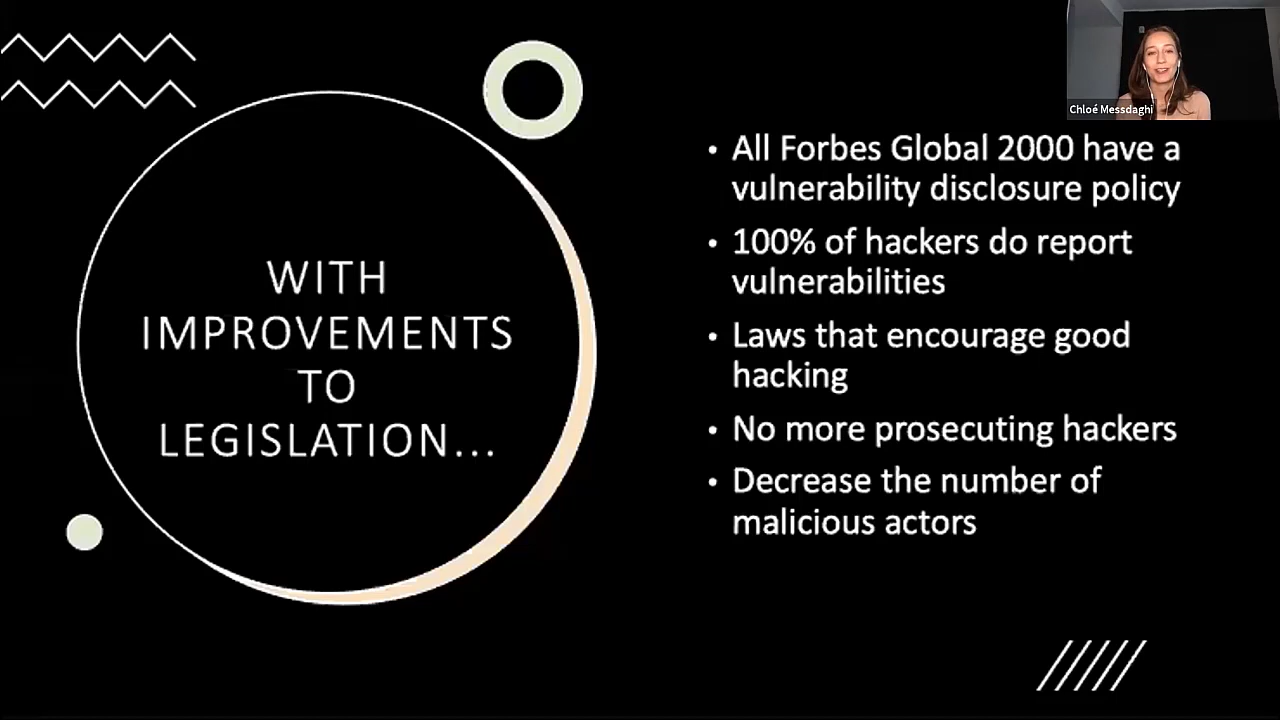 Chloé Messdaghi
WITH
IMPROVEMENTS
TO
LEGISLATION...
• All Forbes Global 2000 have a
vulnerability disclosure policy
• 100% of hackers do report
vulnerabilities
• Laws that encourage good
hacking
• No more prosecuting hackers
• Decrease the number of
malicious actors